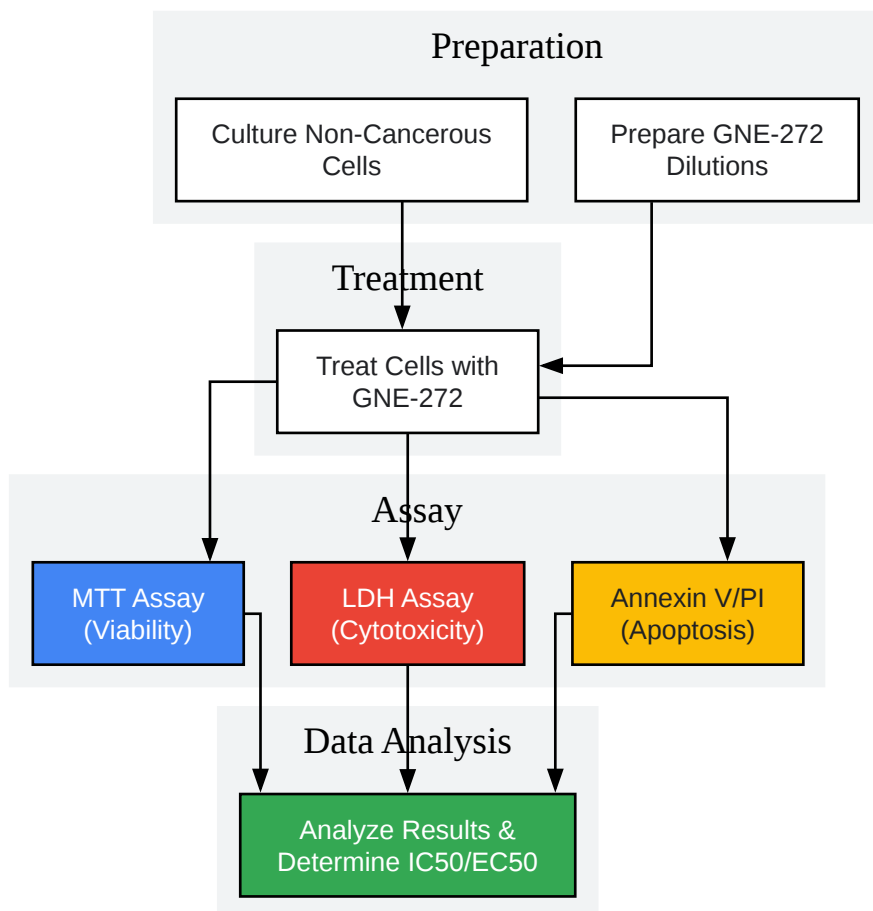 Preparation
Culture Non-Cancerous
Cells
Prepare GNE-272
Dilutions
Treatment
Treat Cells with
GNE-272
Assay
MTT Assay
(Viability)
LDH Assay
(Cytotoxicity)
Annexin V/PI
(Apoptosis)
Data Analysis
Analyze Results &
Determine IC50/EC50